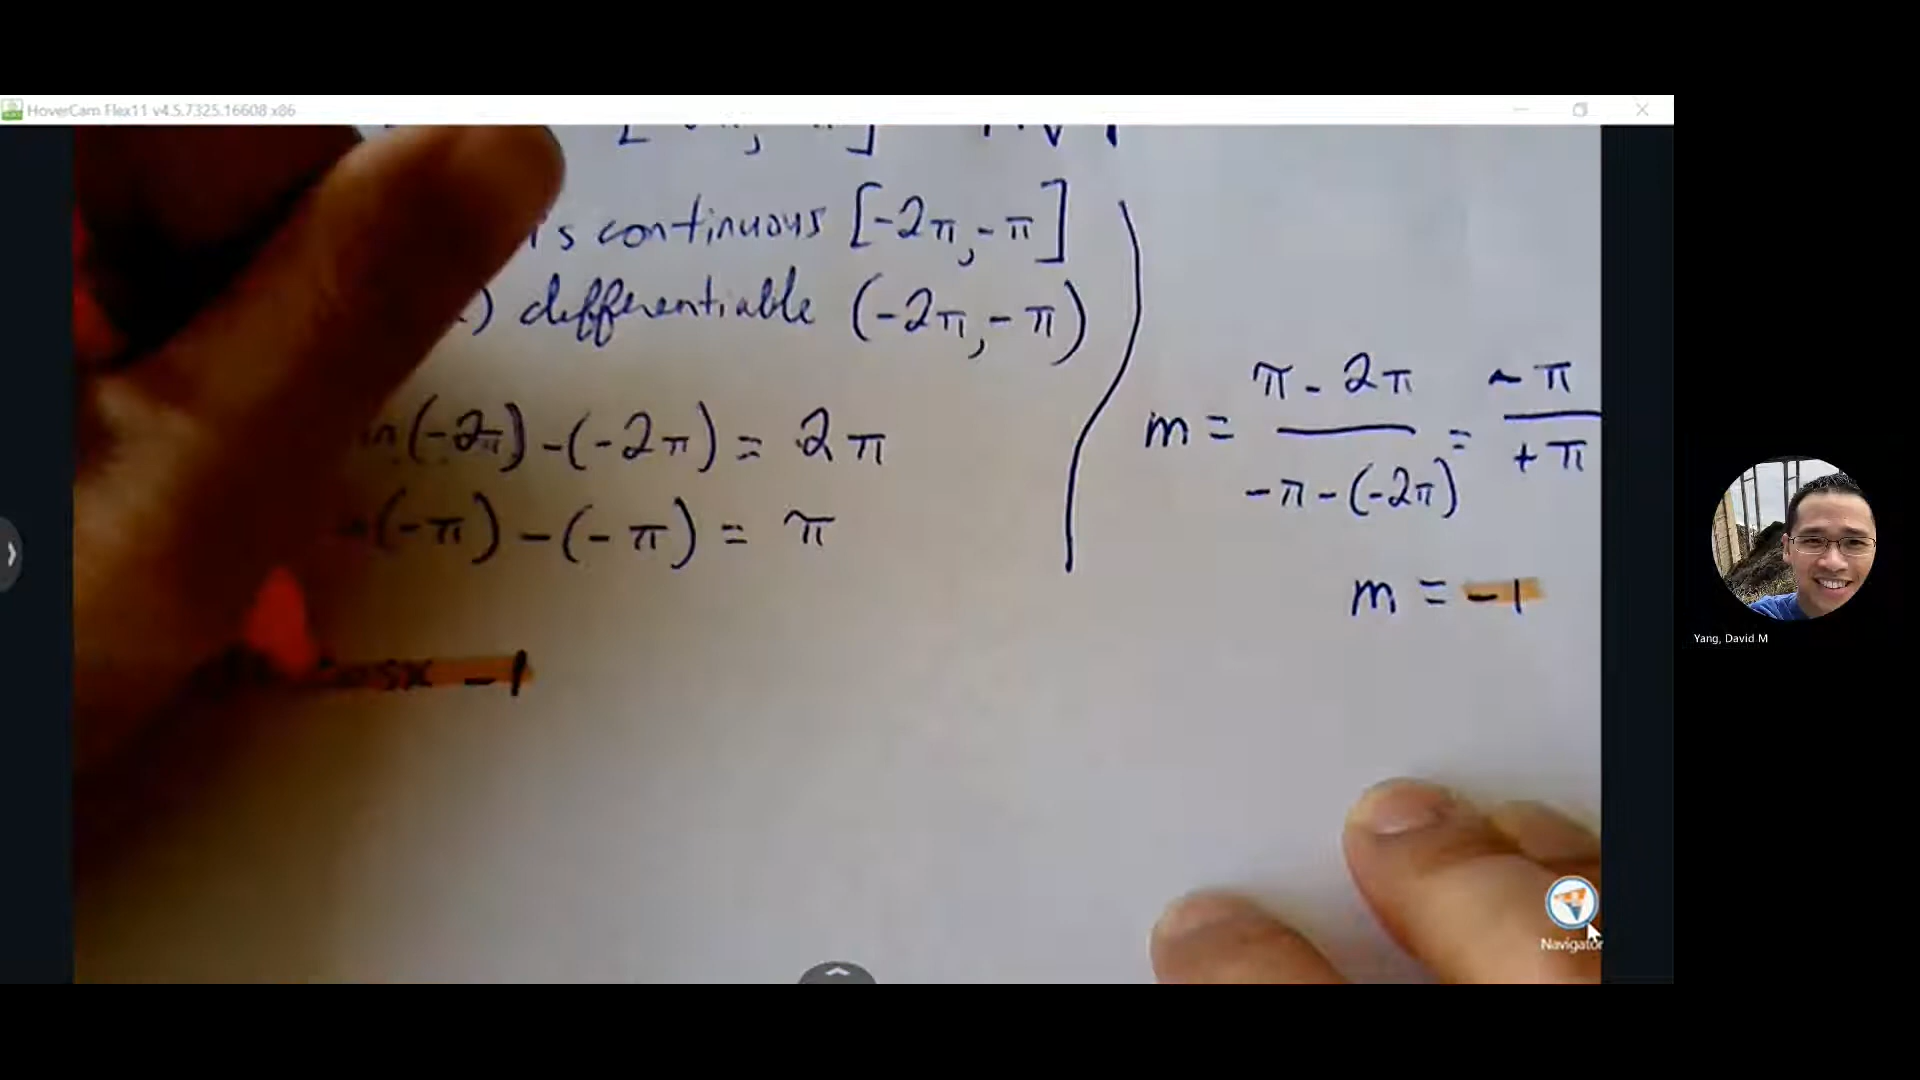 HoverCam Flex11 v4.5.7325.16608 x86
is continuous [-2π, -π]
) differentiable (-2π, -π)
n(-2π) - (-2π) = 2π
(-π) - (-π) = π
cosx - 1
m = π - 2π / -π - (-2π) = -π / +π
m = -1
Yang, David M
Navigator